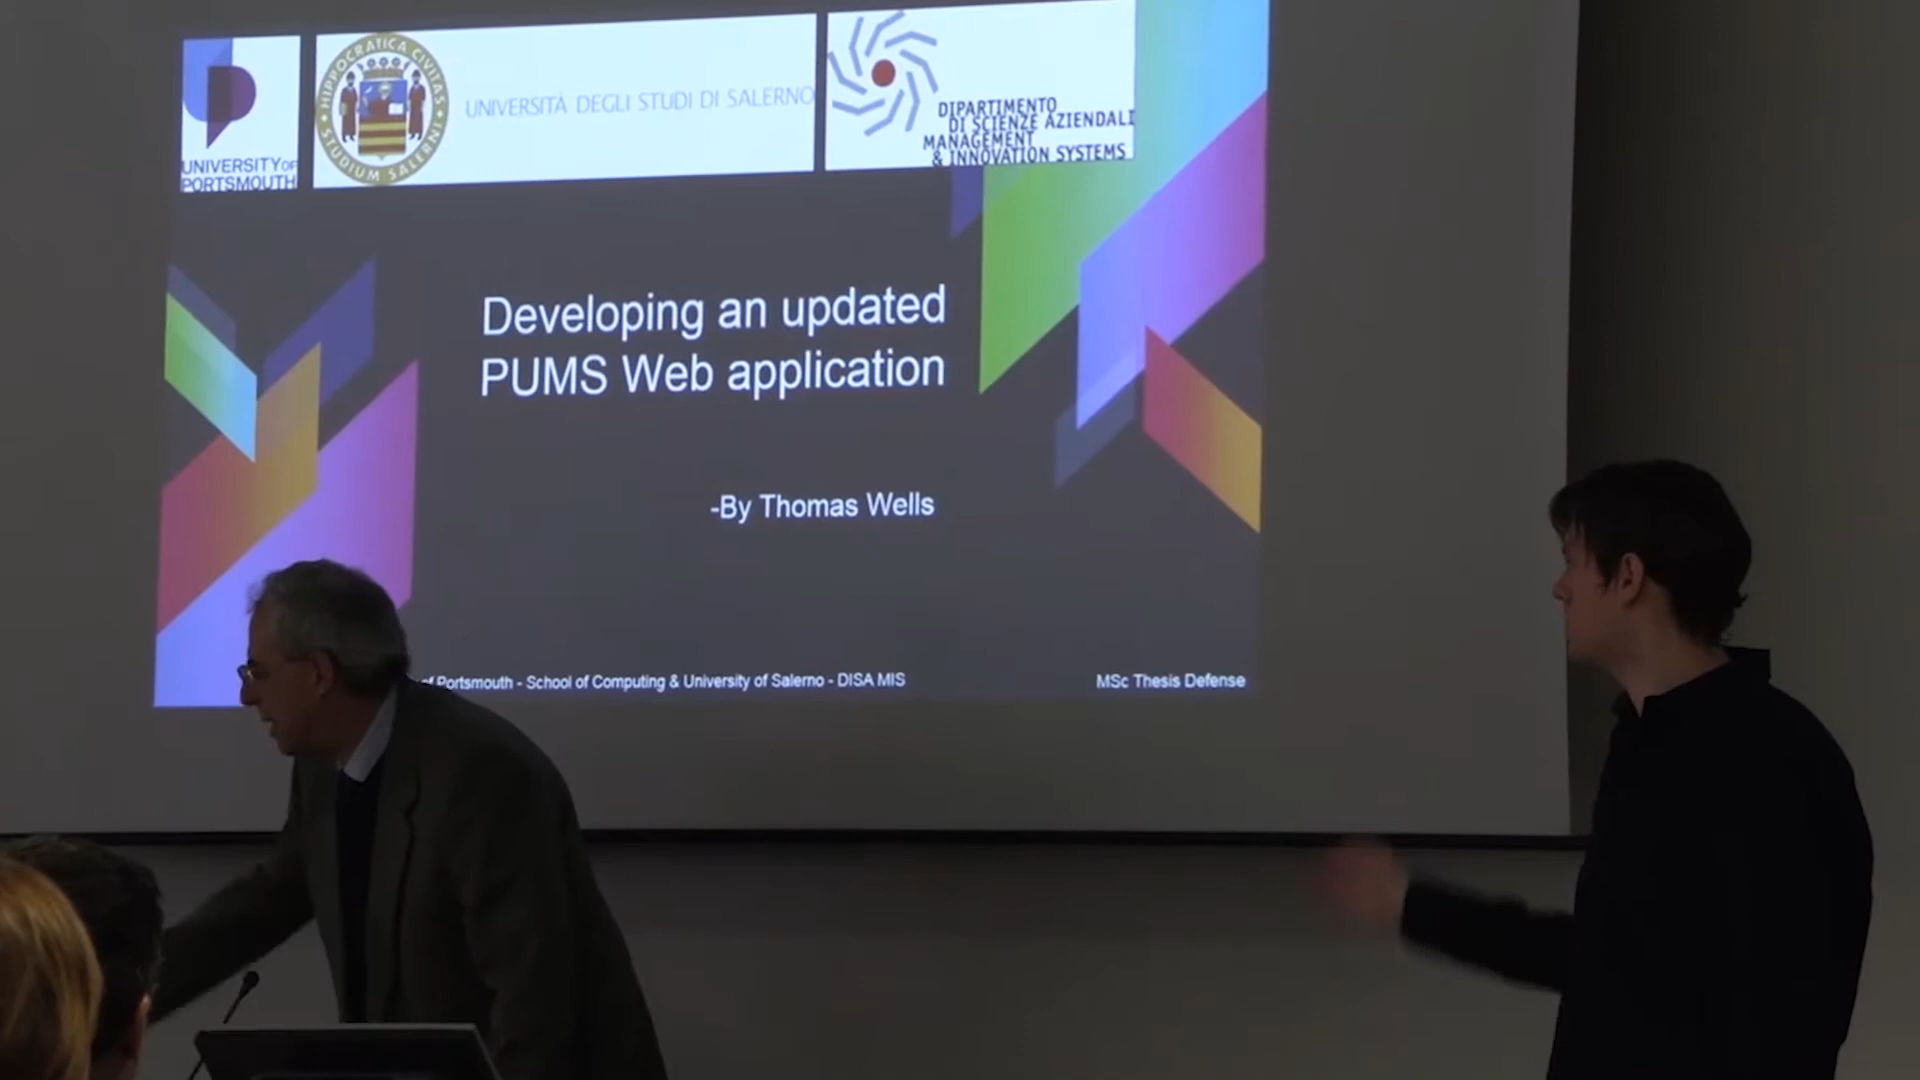 UNIVERSITY OF
PORTSMOUTH
HIPPOCRATICA CIVITAS
STUDIUM SALERNI
UNIVERSITÀ DEGLI STUDI DI SALERNO
DIPARTIMENTO
DI SCIENZE AZIENDALI
MANAGEMENT
& INNOVATION SYSTEMS
Developing an updated
PUMS Web application
-By Thomas Wells
of Portsmouth - School of Computing & University of Salerno - DISA MIS
MSc Thesis Defense